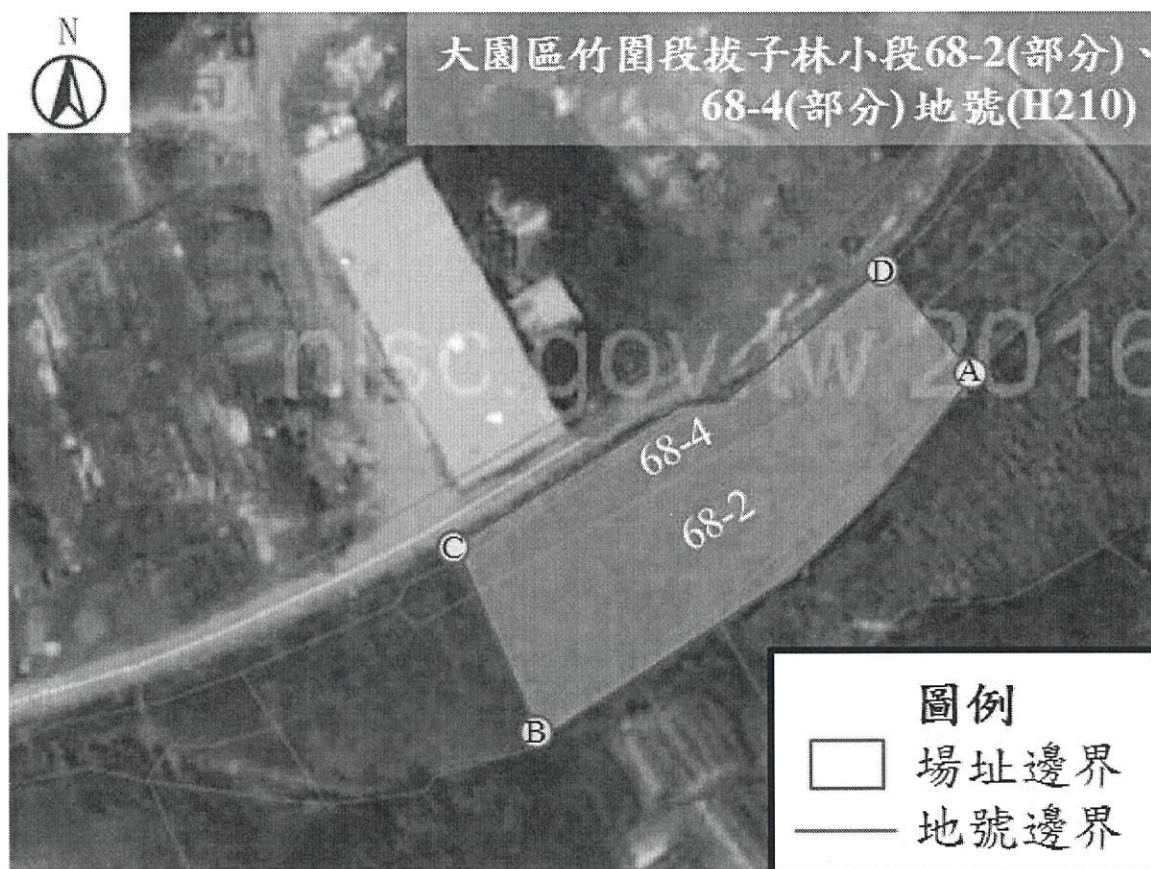 N
大園區竹圍段拔子林小段68-2(部分)、
68-4(部分)地號(H210)
D
nlsc.gov.tw 2016
A
68-4
68-2
C
B
圖例
場址邊界
地號邊界